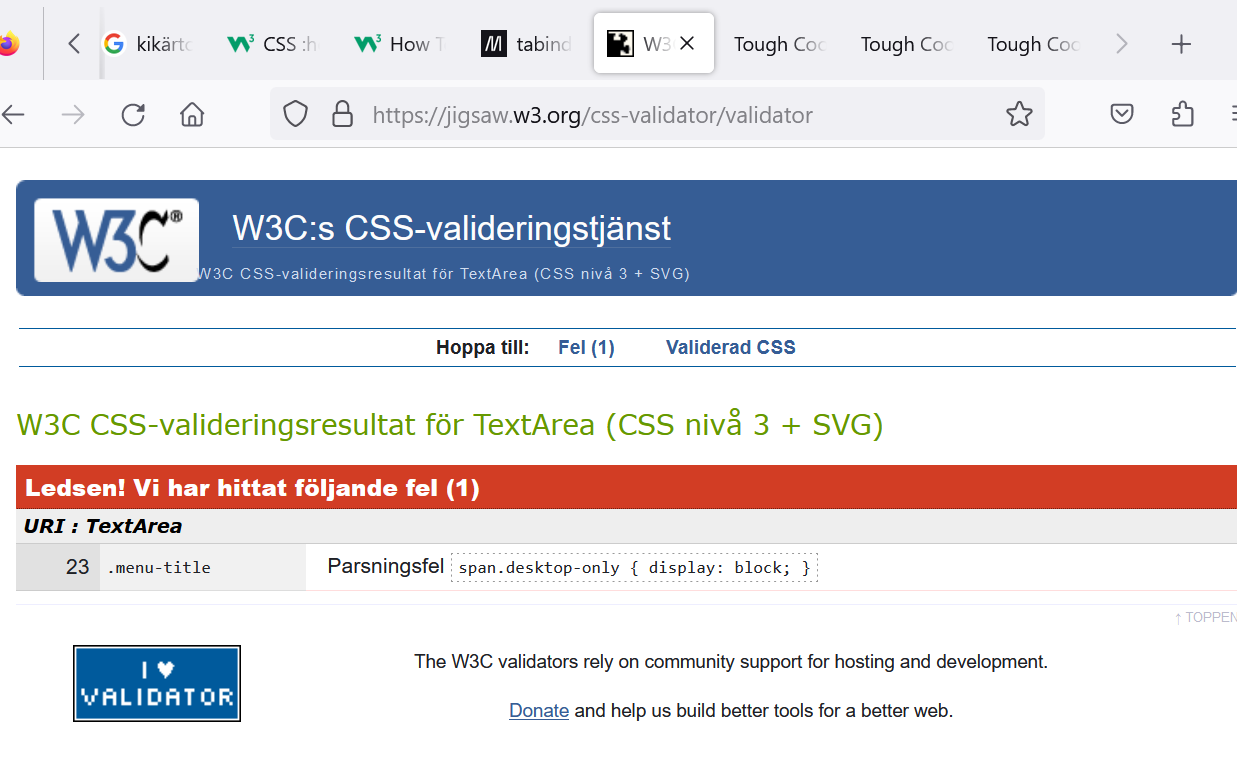 kikärto CSS :h How T tabind W3 Tough Coo Tough Coo Tough Coo
https://jigsaw.w3.org/css-validator/validator
W3C®
W3C:s CSS-valideringstjänst
W3C CSS-valideringsresultat för TextArea (CSS nivå 3 + SVG)
Hoppa till: Fel (1) Validerad CSS
W3C CSS-valideringsresultat för TextArea (CSS nivå 3 + SVG)
Ledsen! Vi har hittat följande fel (1)
URI : TextArea
23 .menu-title Parsningsfel span.desktop-only { display: block; }
↑ TOPPEN
I ♥
VALIDATOR
The W3C validators rely on community support for hosting and development.
Donate and help us build better tools for a better web.